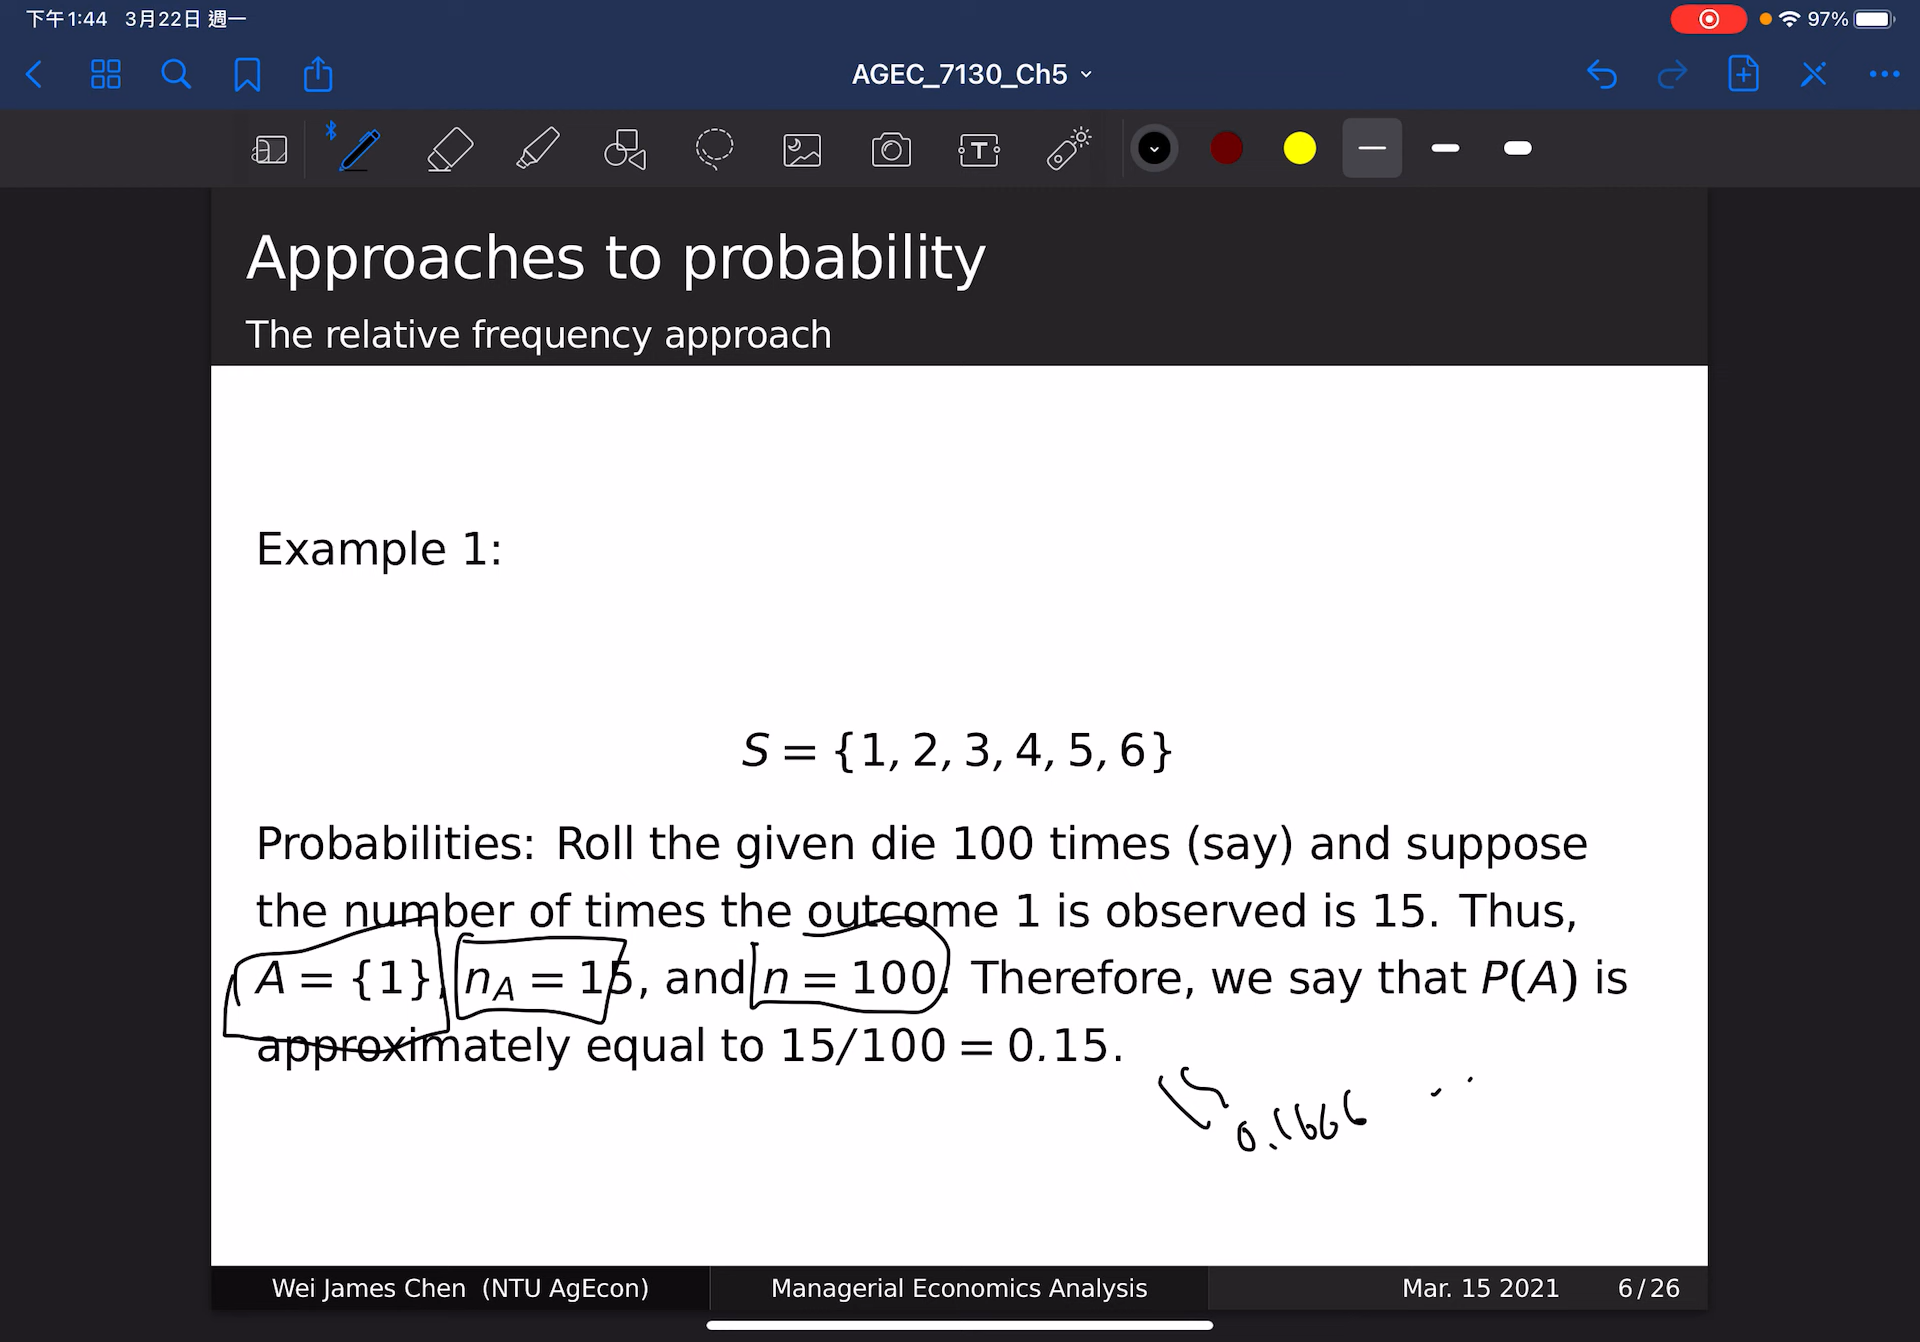 下午1:44 3月22日 週一
97%
AGEC_7130_Ch5
T
Approaches to probability
The relative frequency approach
Example 1:
S = {1, 2, 3, 4, 5, 6}
Probabilities: Roll the given die 100 times (say) and suppose
the number of times the outcome 1 is observed is 15. Thus,
A = {1}, nA = 15, and n = 100. Therefore, we say that P(A) is
approximately equal to 15/100 = 0.15.
0.1666
Wei James Chen (NTU AgEcon) Managerial Economics Analysis Mar. 15 2021 6/26